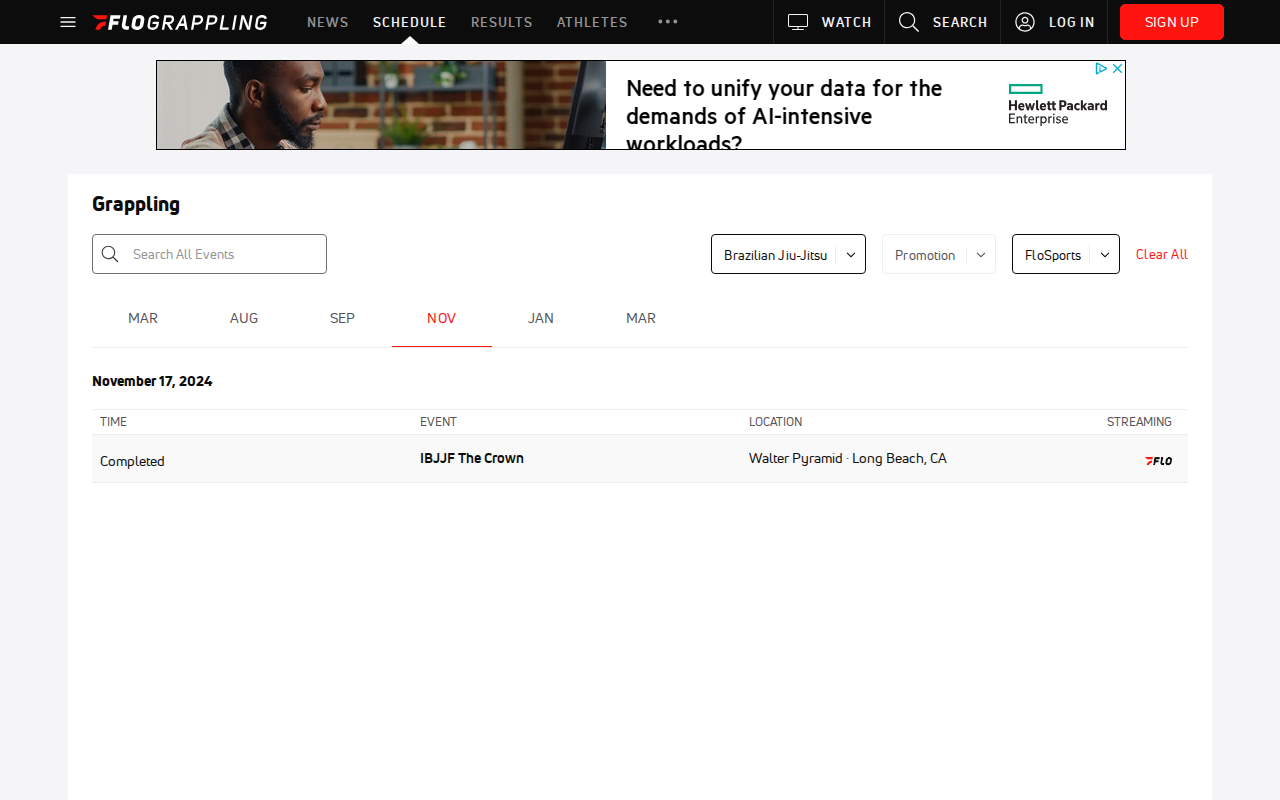 FLOGRAPPLING
NEWS
SCHEDULE
RESULTS
ATHLETES
WATCH
SEARCH
LOG IN
SIGN UP
Need to unify your data for the
demands of AI-intensive
workloads?
Hewlett Packard
Enterprise
Grappling
Search All Events
Brazilian Jiu-Jitsu
Promotion
FloSports
Clear All
MAR
AUG
SEP
NOV
JAN
MAR
November 17, 2024
TIME
EVENT
LOCATION
STREAMING
Completed
IBJJF The Crown
Walter Pyramid · Long Beach, CA
FLO